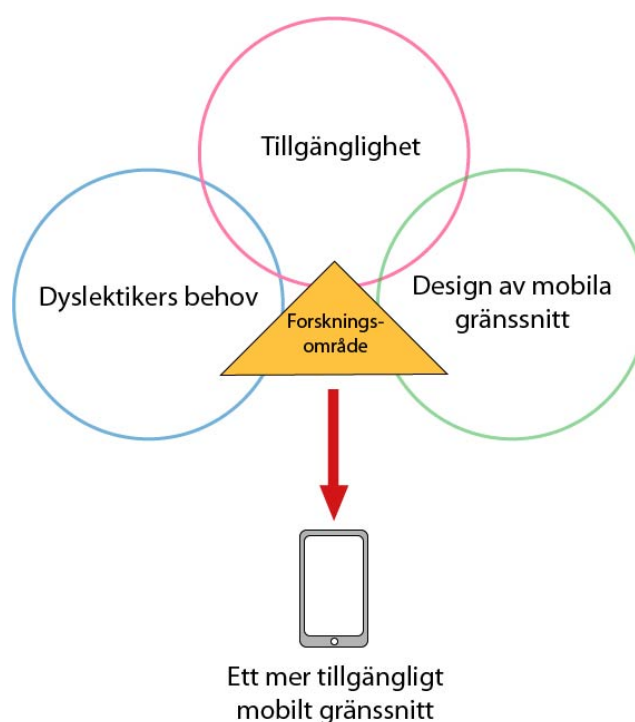 Tillgänglighet
Dyslektikers behov
Design av mobila
gränssnitt
Forsknings-
område
Ett mer tillgängligt
mobilt gränssnitt